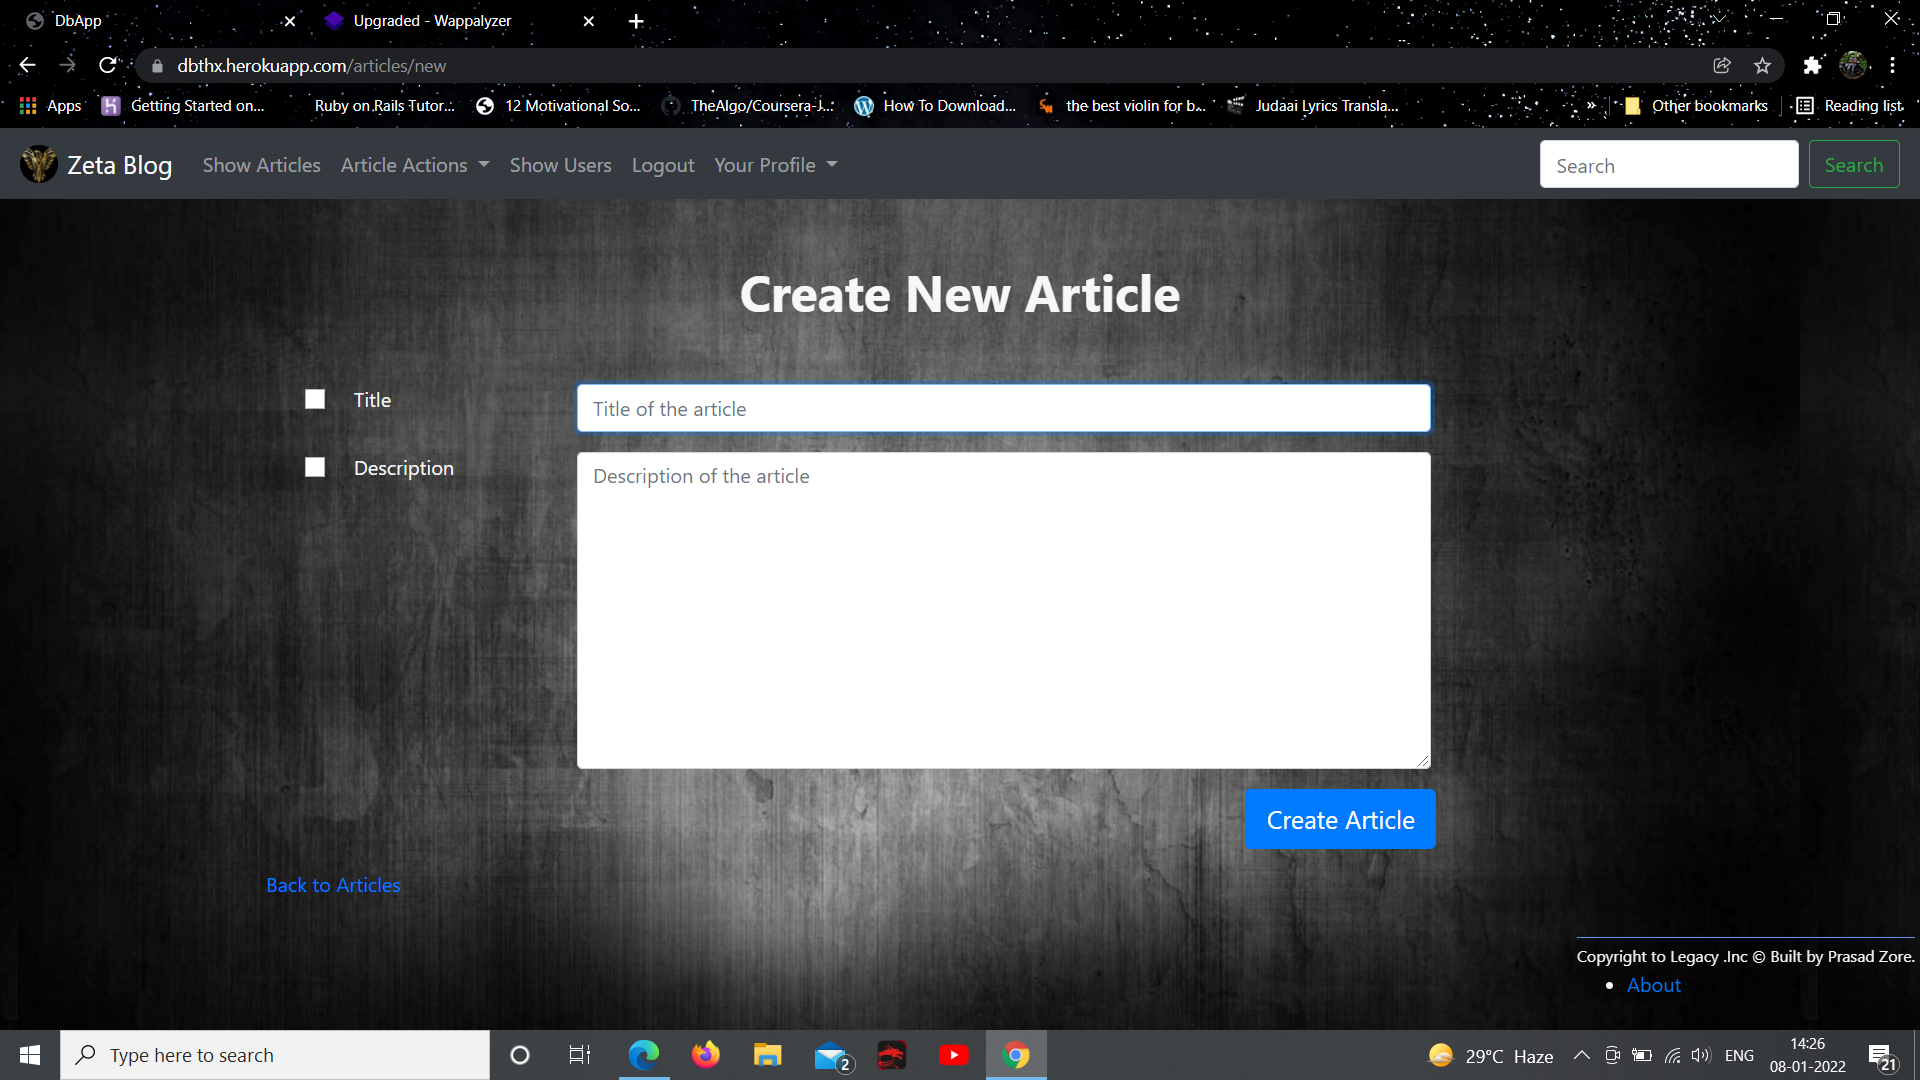 DbApp
Upgraded - Wappalyzer
dbthx.herokuapp.com/articles/new
Apps Getting Started on... Ruby on Rails Tutor... 12 Motivational So... TheAlgo/Coursera-J... How To Download... the best violin for b... Judaai Lyrics Transla... » Other bookmarks Reading list
Zeta Blog Show Articles Article Actions Show Users Logout Your Profile Search Search
Create New Article
Title Title of the article
Description Description of the article
Create Article
Back to Articles
Copyright to Legacy .Inc © Built by Prasad Zore.
• About
Type here to search 2 29°C Haze ENG 14:26
08-01-2022 21